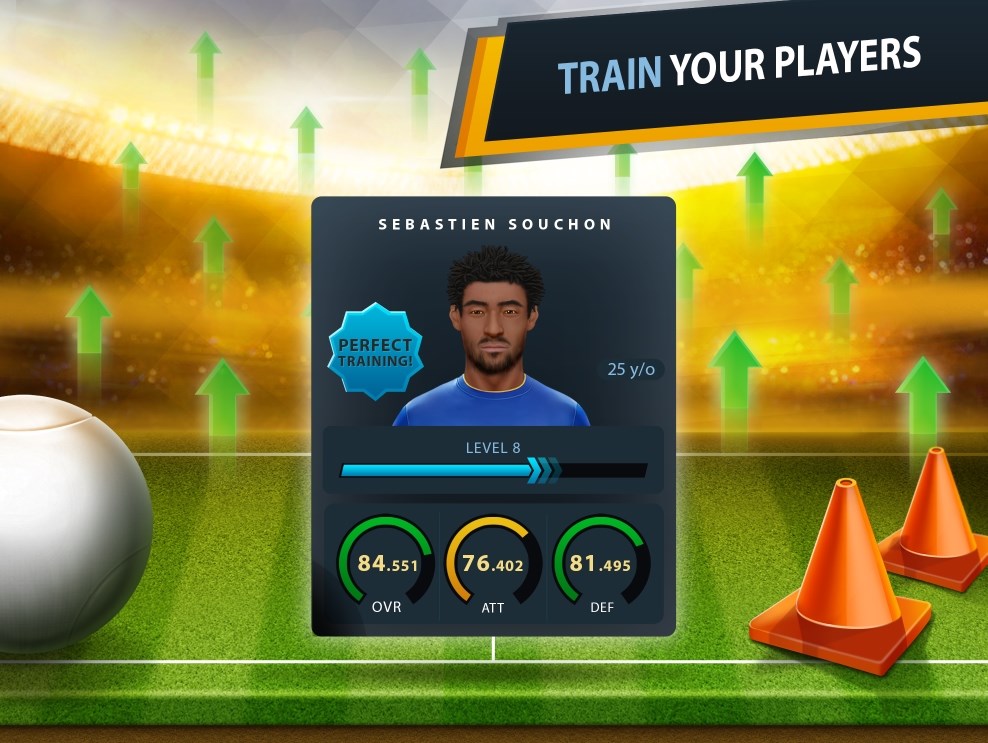 TRAIN YOUR PLAYERS
SEBASTIEN SOUCHON
PERFECT
TRAINING!
25 y/o
LEVEL 8
84.551 76.402 81.495
OVR ATT DEF